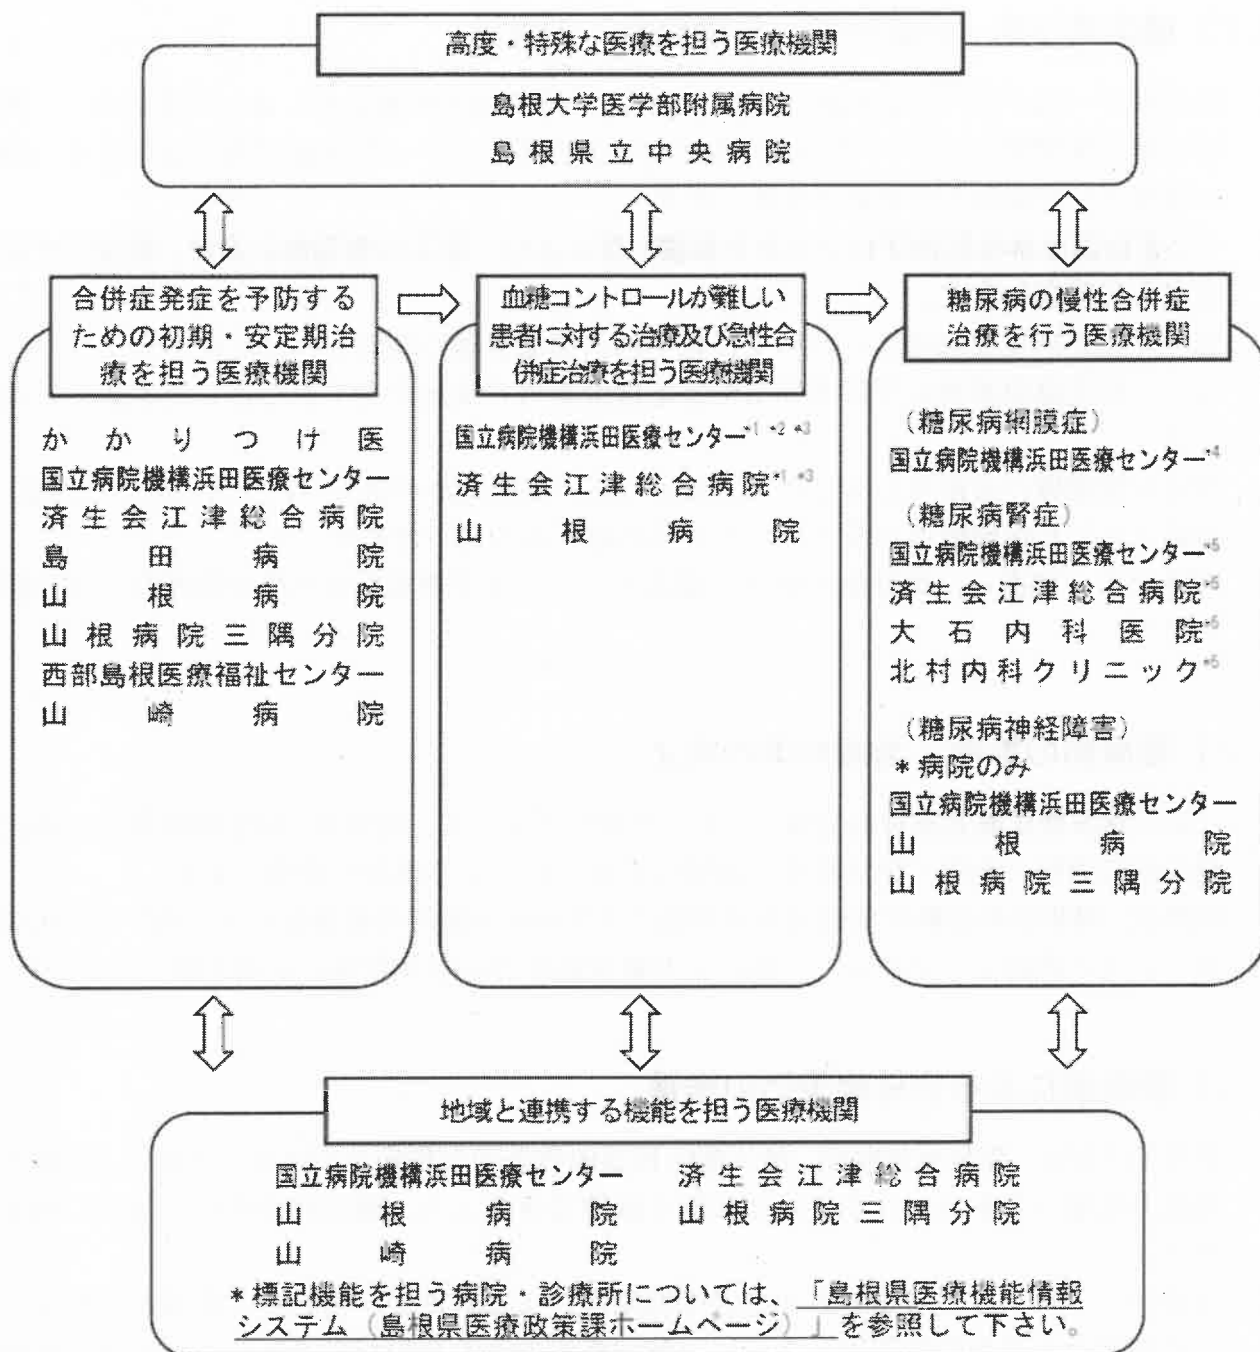 高度・特殊な医療を担う医療機関
島根大学医学部附属病院
島根県立中央病院
合併症発症を予防する
ための初期・安定期治
療を担う医療機関
かかりつけ医
国立病院機構浜田医療センター
済生会江津総合病院
島田病院
山根病院
山根病院三隅分院
西部島根医療福祉センター
山崎病院
血糖コントロールが難しい
患者に対する治療及び急性合
併症治療を担う医療機関
国立病院機構浜田医療センター*1 *2 *3
済生会江津総合病院*1 *3
山根病院
糖尿病の慢性合併症
治療を行う医療機関
(糖尿病網膜症)
国立病院機構浜田医療センター*4
(糖尿病腎症)
国立病院機構浜田医療センター*5
済生会江津総合病院*5
大石内科医院*5
北村内科クリニック*5
(糖尿病神経障害)
*病院のみ
国立病院機構浜田医療センター
山根病院
山根病院三隅分院
地域と連携する機能を担う医療機関
国立病院機構浜田医療センター 済生会江津総合病院
山根病院 山根病院三隅分院
山崎病院
*標記機能を担う病院・診療所については、「島根県医療機能情報
システム(島根県医療政策課ホームページ)」を参照して下さい。